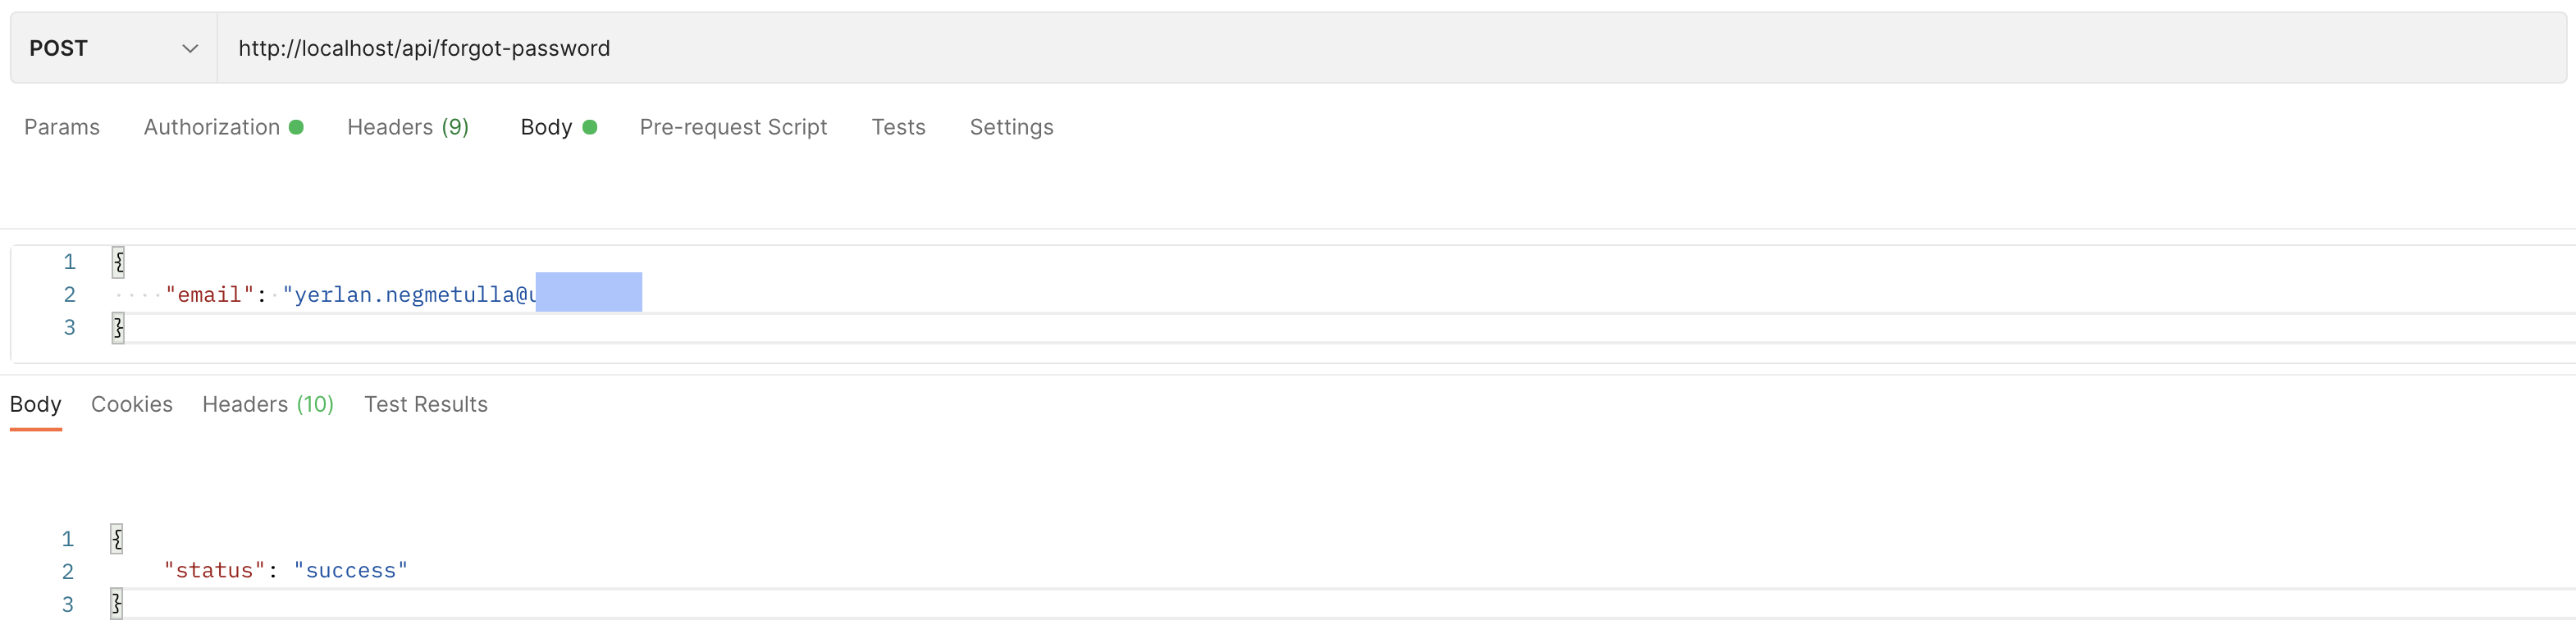 POST http://localhost/api/forgot-password
Params Authorization Headers (9) Body Pre-request Script Tests Settings
1 {
2 "email": "yerlan.negmetulla@u
3 }
Body Cookies Headers (10) Test Results
1 {
2 "status": "success"
3 }